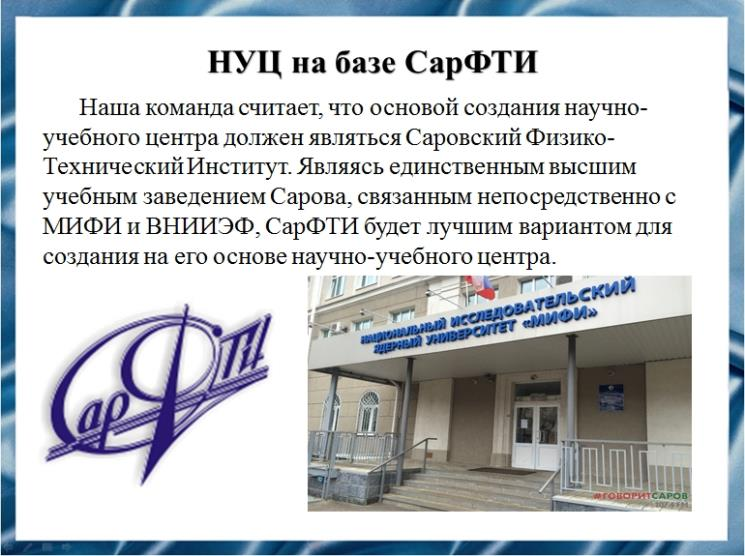 НУЦ на базе СарФТИ
Наша команда считает, что основой создания научно-
учебного центра должен являться Саровский Физико-
Технический Институт. Являясь единственным высшим
учебным заведением Сарова, связанным непосредственно с
МИФИ и ВНИИЭФ, СарФТИ будет лучшим вариантом для
создания на его основе научно-учебного центра.
СарФТИ
НАЦИОНАЛЬНЫЙ ИССЛЕДОВАТЕЛЬСКИЙ
ЯДЕРНЫЙ УНИВЕРСИТЕТ «МИФИ»
#ГОВОРИТСАРОВ